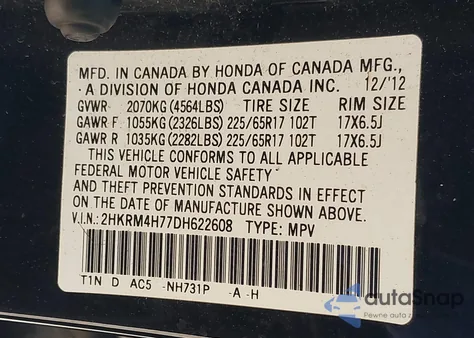 MFD. IN CANADA BY HONDA OF CANADA MFG.,
A DIVISION OF HONDA CANADA INC. 12/'12
GVWR 2070KG (4564LBS) TIRE SIZE RIM SIZE
GAWR F 1055KG (2326LBS) 225/65R17 102T 17X6.5J
GAWR R 1035KG (2282LBS) 225/65R17 102T 17X6.5J
THIS VEHICLE CONFORMS TO ALL APPLICABLE
FEDERAL MOTOR VEHICLE SAFETY
AND THEFT PREVENTION STANDARDS IN EFFECT
ON THE DATE OF MANUFACTURE SHOWN ABOVE.
V.I.N.: 2HKRM4H77DH622608 TYPE: MPV
T1N D AC5 -NH731P -A -H
autoSnap
Pewne auto z